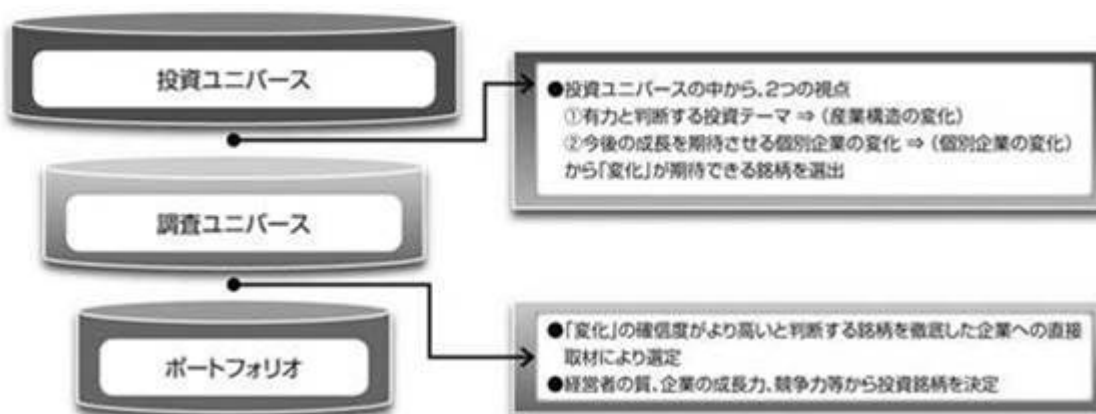 投資ユニバース
●投資ユニバースの中から、2つの視点
①有力と判断する投資テーマ ⇒ (産業構造の変化)
②今後の成長を期待させる個別企業の変化 ⇒ (個別企業の変化)
から「変化」が期待できる銘柄を選出
調査ユニバース
●「変化」の確信度がより高いと判断する銘柄を徹底した企業への直接
取材により選定
●経営者の質、企業の成長力、競争力等から投資銘柄を決定
ポートフォリオ